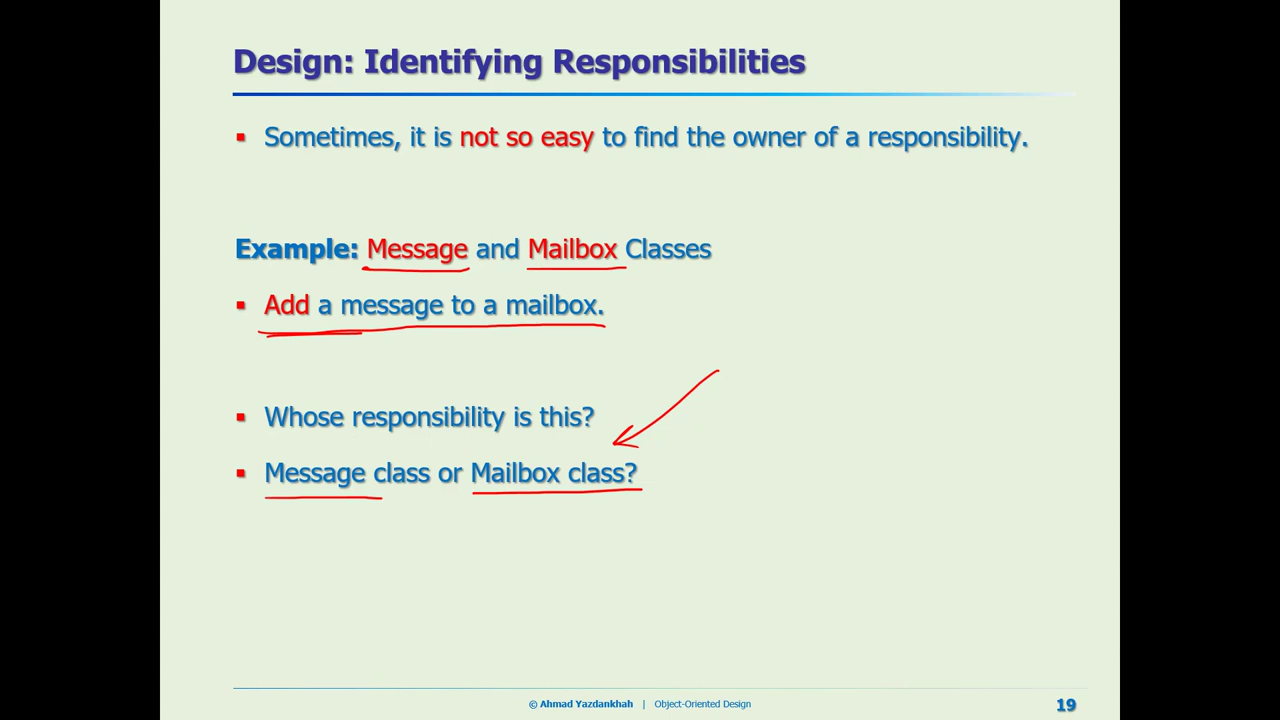 Design: Identifying Responsibilities
▪ Sometimes, it is not so easy to find the owner of a responsibility.
Example: Message and Mailbox Classes
▪ Add a message to a mailbox.
▪ Whose responsibility is this?
▪ Message class or Mailbox class?
© Ahmad Yazdankhah | Object-Oriented Design
19